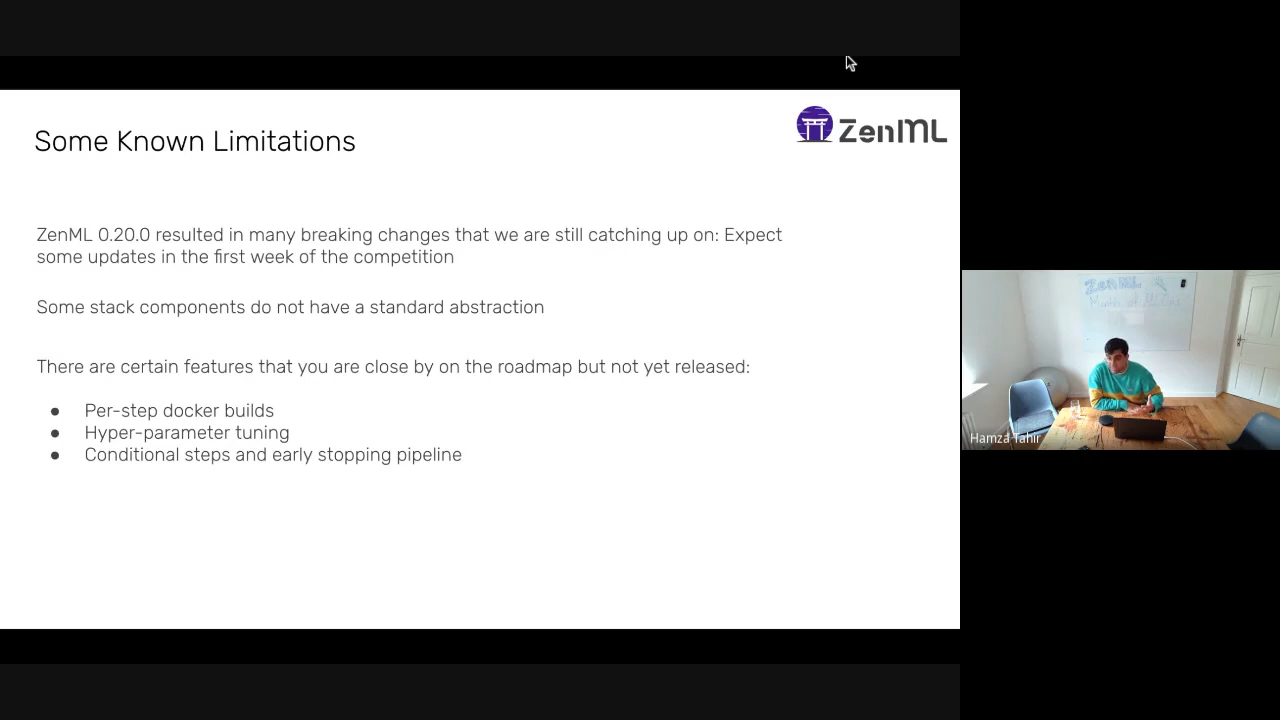 Some Known Limitations
ZenML
ZenML 0.20.0 resulted in many breaking changes that we are still catching up on: Expect
some updates in the first week of the competition
Some stack components do not have a standard abstraction
There are certain features that you are close by on the roadmap but not yet released:
● Per-step docker builds
● Hyper-parameter tuning
● Conditional steps and early stopping pipeline
ZenML
Month of
Hamza Tahir